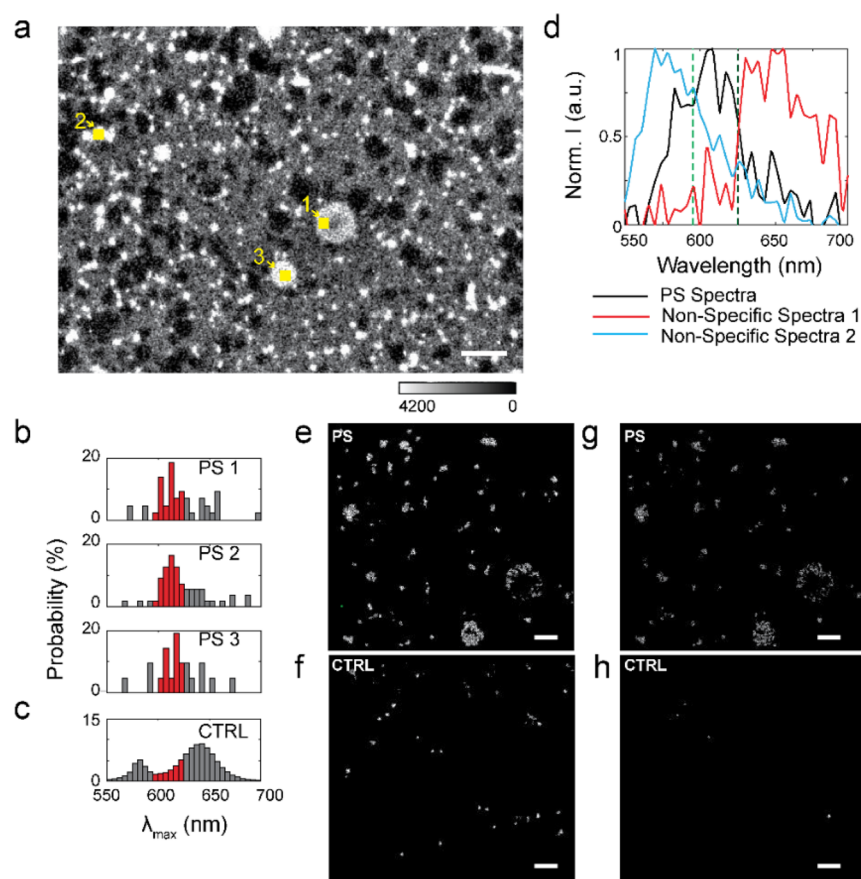 a
2
1
3
4200
0
d
Norm. I (a.u.)
1
0.5
0
550
600
650
700
Wavelength (nm)
PS Spectra
Non-Specific Spectra 1
Non-Specific Spectra 2
b
Probability (%)
20
PS 1
0
20
PS 2
0
20
PS 3
0
c
15
CTRL
0
550
600
650
700
λmax (nm)
e
PS
f
CTRL
g
PS
h
CTRL